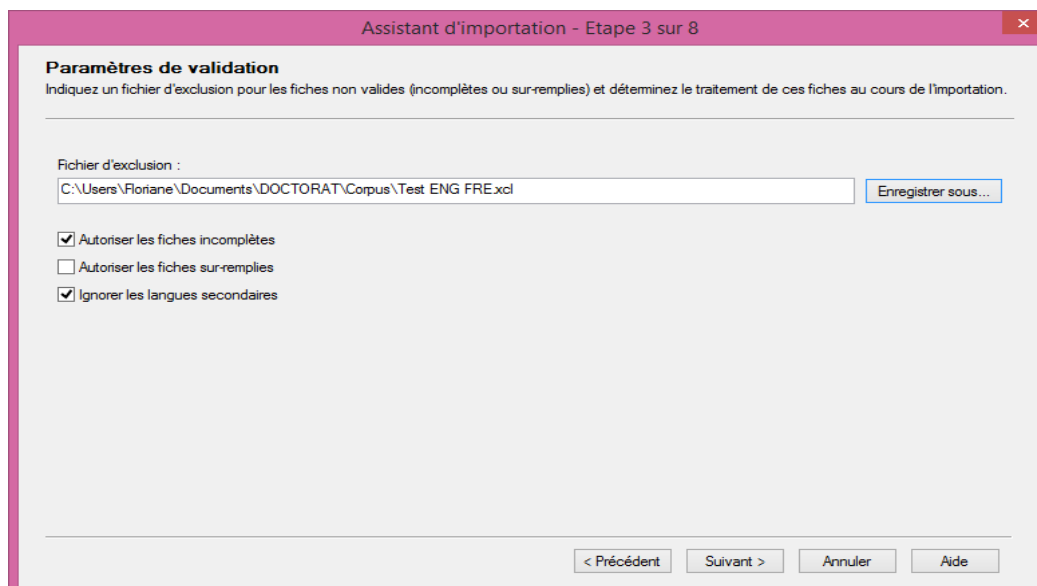 Assistant d'importation - Etape 3 sur 8
Paramètres de validation
Indiquez un fichier d'exclusion pour les fiches non valides (incomplètes ou sur-remplies) et déterminez le traitement de ces fiches au cours de l'importation.
Fichier d'exclusion :
C:\Users\Floriane\Documents\DOCTORAT\Corpus\Test ENG FRE.xcl
Enregistrer sous...
Autoriser les fiches incomplètes
Autoriser les fiches sur-remplies
Ignorer les langues secondaires
< Précédent
Suivant >
Annuler
Aide